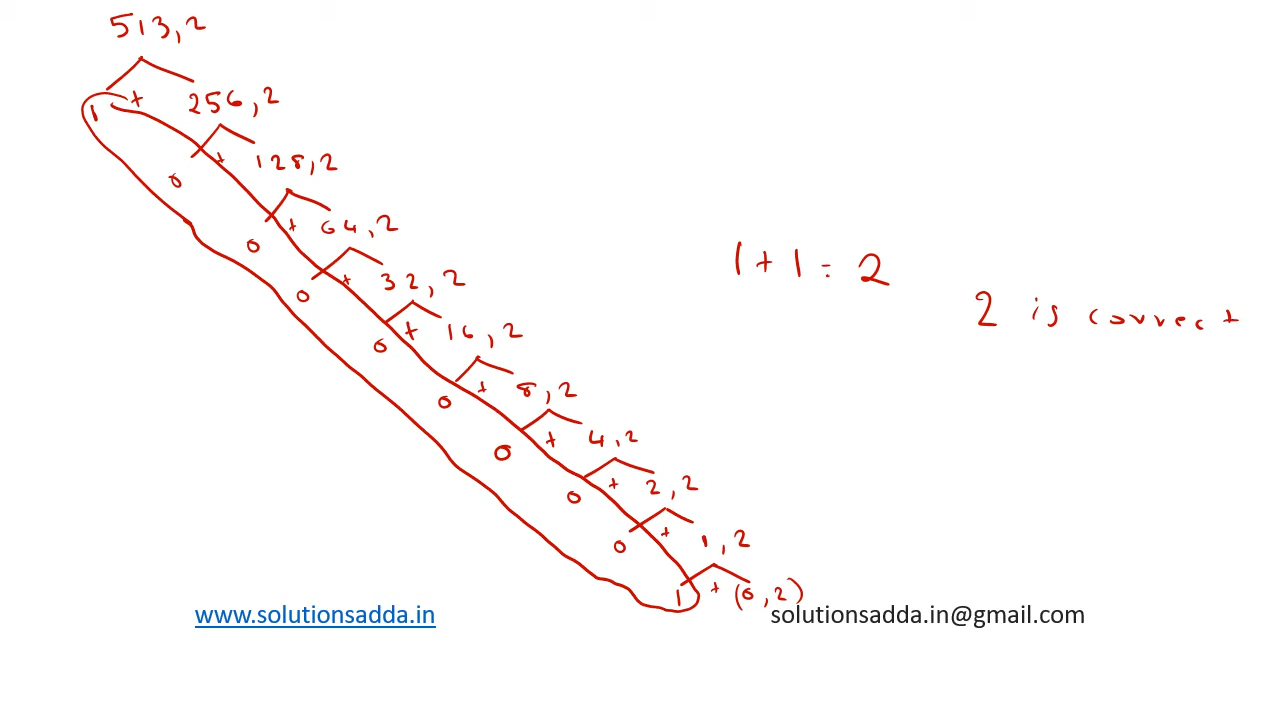 513,2
1 + 256,2
0 + 128,2
0 + 64,2
0 + 32,2
0 + 16,2
0 + 8,2
0 + 4,2
0 + 2,2
0 + 1,2
1 + (0,2)
1 + 1 = 2
2 is correct
www.solutionsadda.in
solutionsadda.in@gmail.com